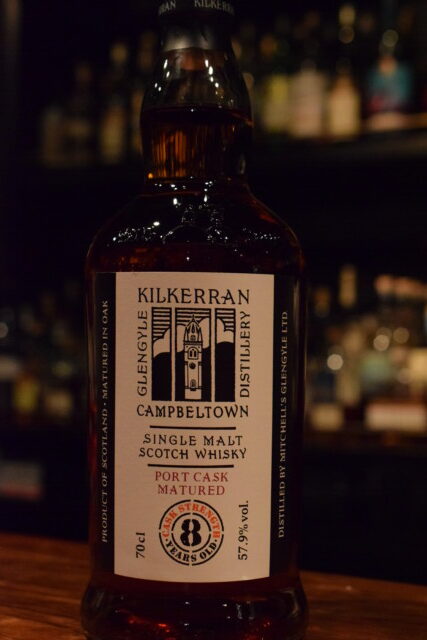 KILKERRAN
KILKERRAN
GLENGYLE
DISTILLERY
CAMPBELTOWN
SINGLE MALT
SCOTCH WHISKY
PORT CASK
MATURED
CASK STRENGTH
8
YEARS OLD
70cl
57.9% vol.
PRODUCT OF SCOTLAND • MATURED IN OAK
DISTILLED BY MITCHELL'S GLENGYLE LTD